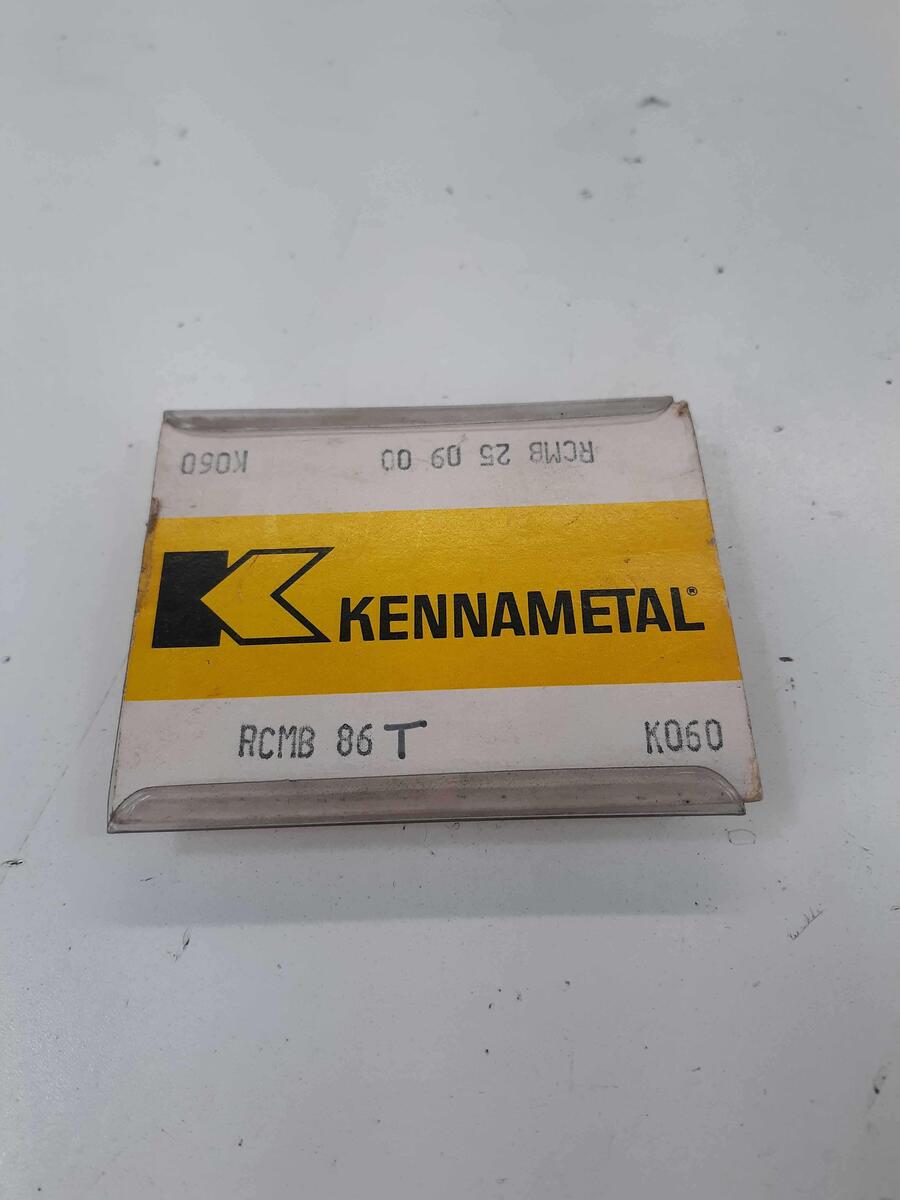 K060 RCMB 25 09 00
KENNAMETAL®
RCMB 86 T K060